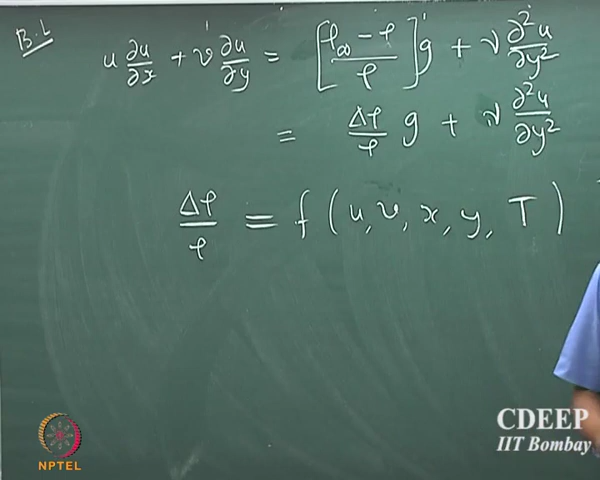 B.L
u ∂u/∂x + v ∂u/∂y = [(ρ∞ − ρ)/ρ] g + ν ∂²u/∂y²
= Δρ/ρ g + ν ∂²u/∂y²
Δρ/ρ = f(u, v, x, y, T)
CDEEP
IIT Bombay
NPTEL